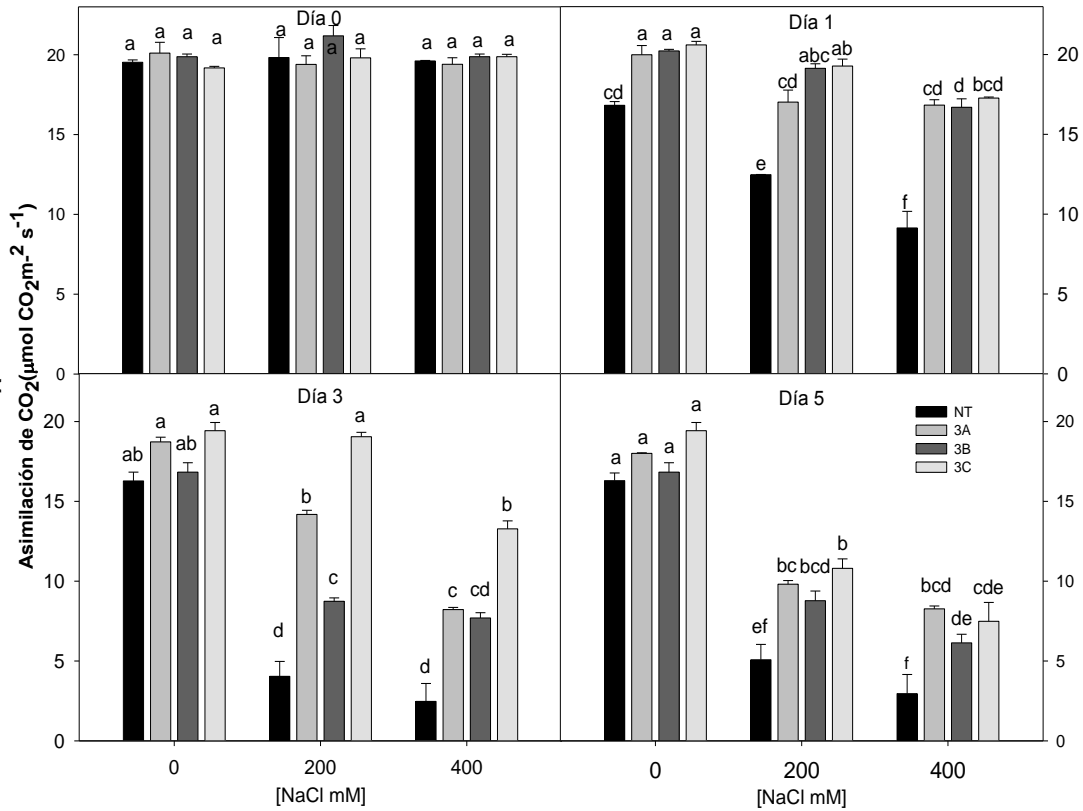 Asimilación de CO2(µmol CO2m-2 s-1)
Día 0
a a a a a a a a a a a a
20
15
10
5
0
Día 1
cd a a a e cd abc ab f cd d bcd
20
15
10
5
0
Día 3
ab a ab a d b c a d c cd b
20
15
10
5
0
0 200 400
[NaCl mM]
Día 5
a a a a ef bc bcd b f bcd de cde
NT
3A
3B
3C
20
15
10
5
0
0 200 400
[NaCl mM]